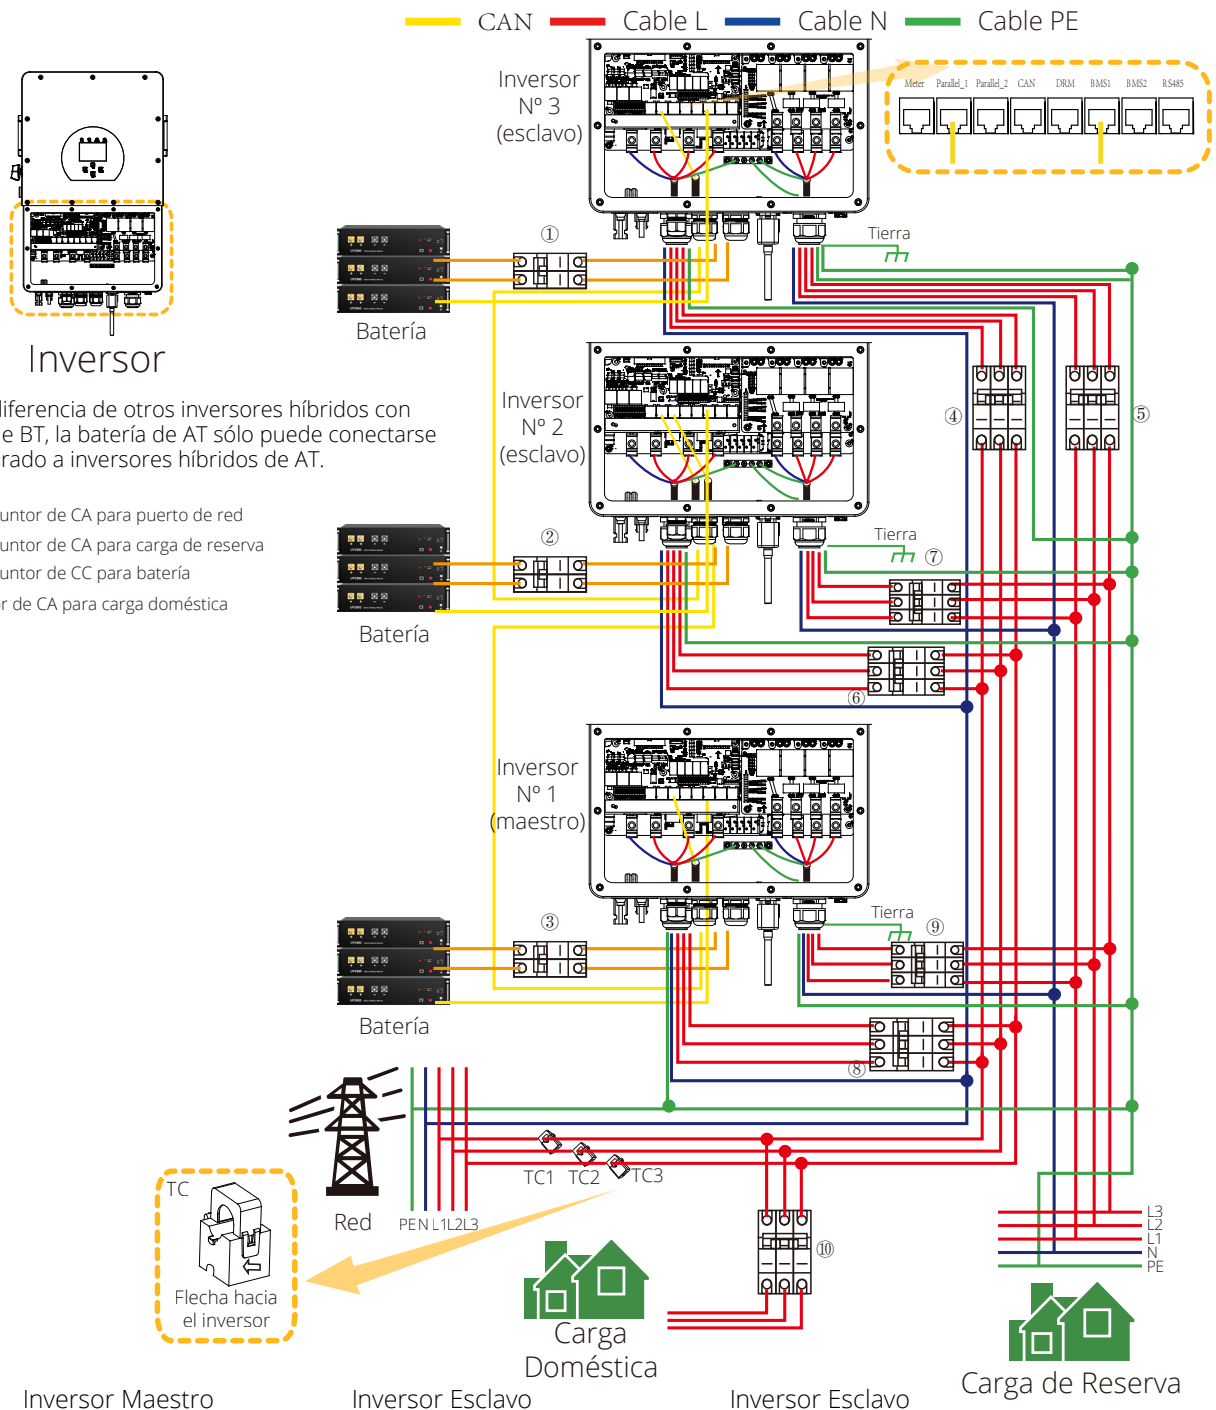 CAN Cable L Cable N Cable PE
Inversor
Nº 3
(esclavo)
Meter Parallel_1 Parallel_2 CAN DRM BMS1 BMS2 RS485
①
Tierra
Batería
Inversor
diferencia de otros inversores híbridos con
e BT, la batería de AT sólo puede conectarse
rado a inversores híbridos de AT.
Inversor
Nº 2
(esclavo)
④
⑤
untor de CA para puerto de red
untor de CA para carga de reserva
untor de CC para batería
or de CA para carga doméstica
②
Tierra
⑦
Batería
⑥
Inversor
Nº 1
(maestro)
③
Tierra
⑨
Batería
⑧
TC
TC1 TC2 TC3
Red
PE N L1 L2 L3
⑩
L3
L2
L1
N
PE
Flecha hacia
el inversor
Carga
Doméstica
Carga de Reserva
Inversor Maestro Inversor Esclavo Inversor Esclavo